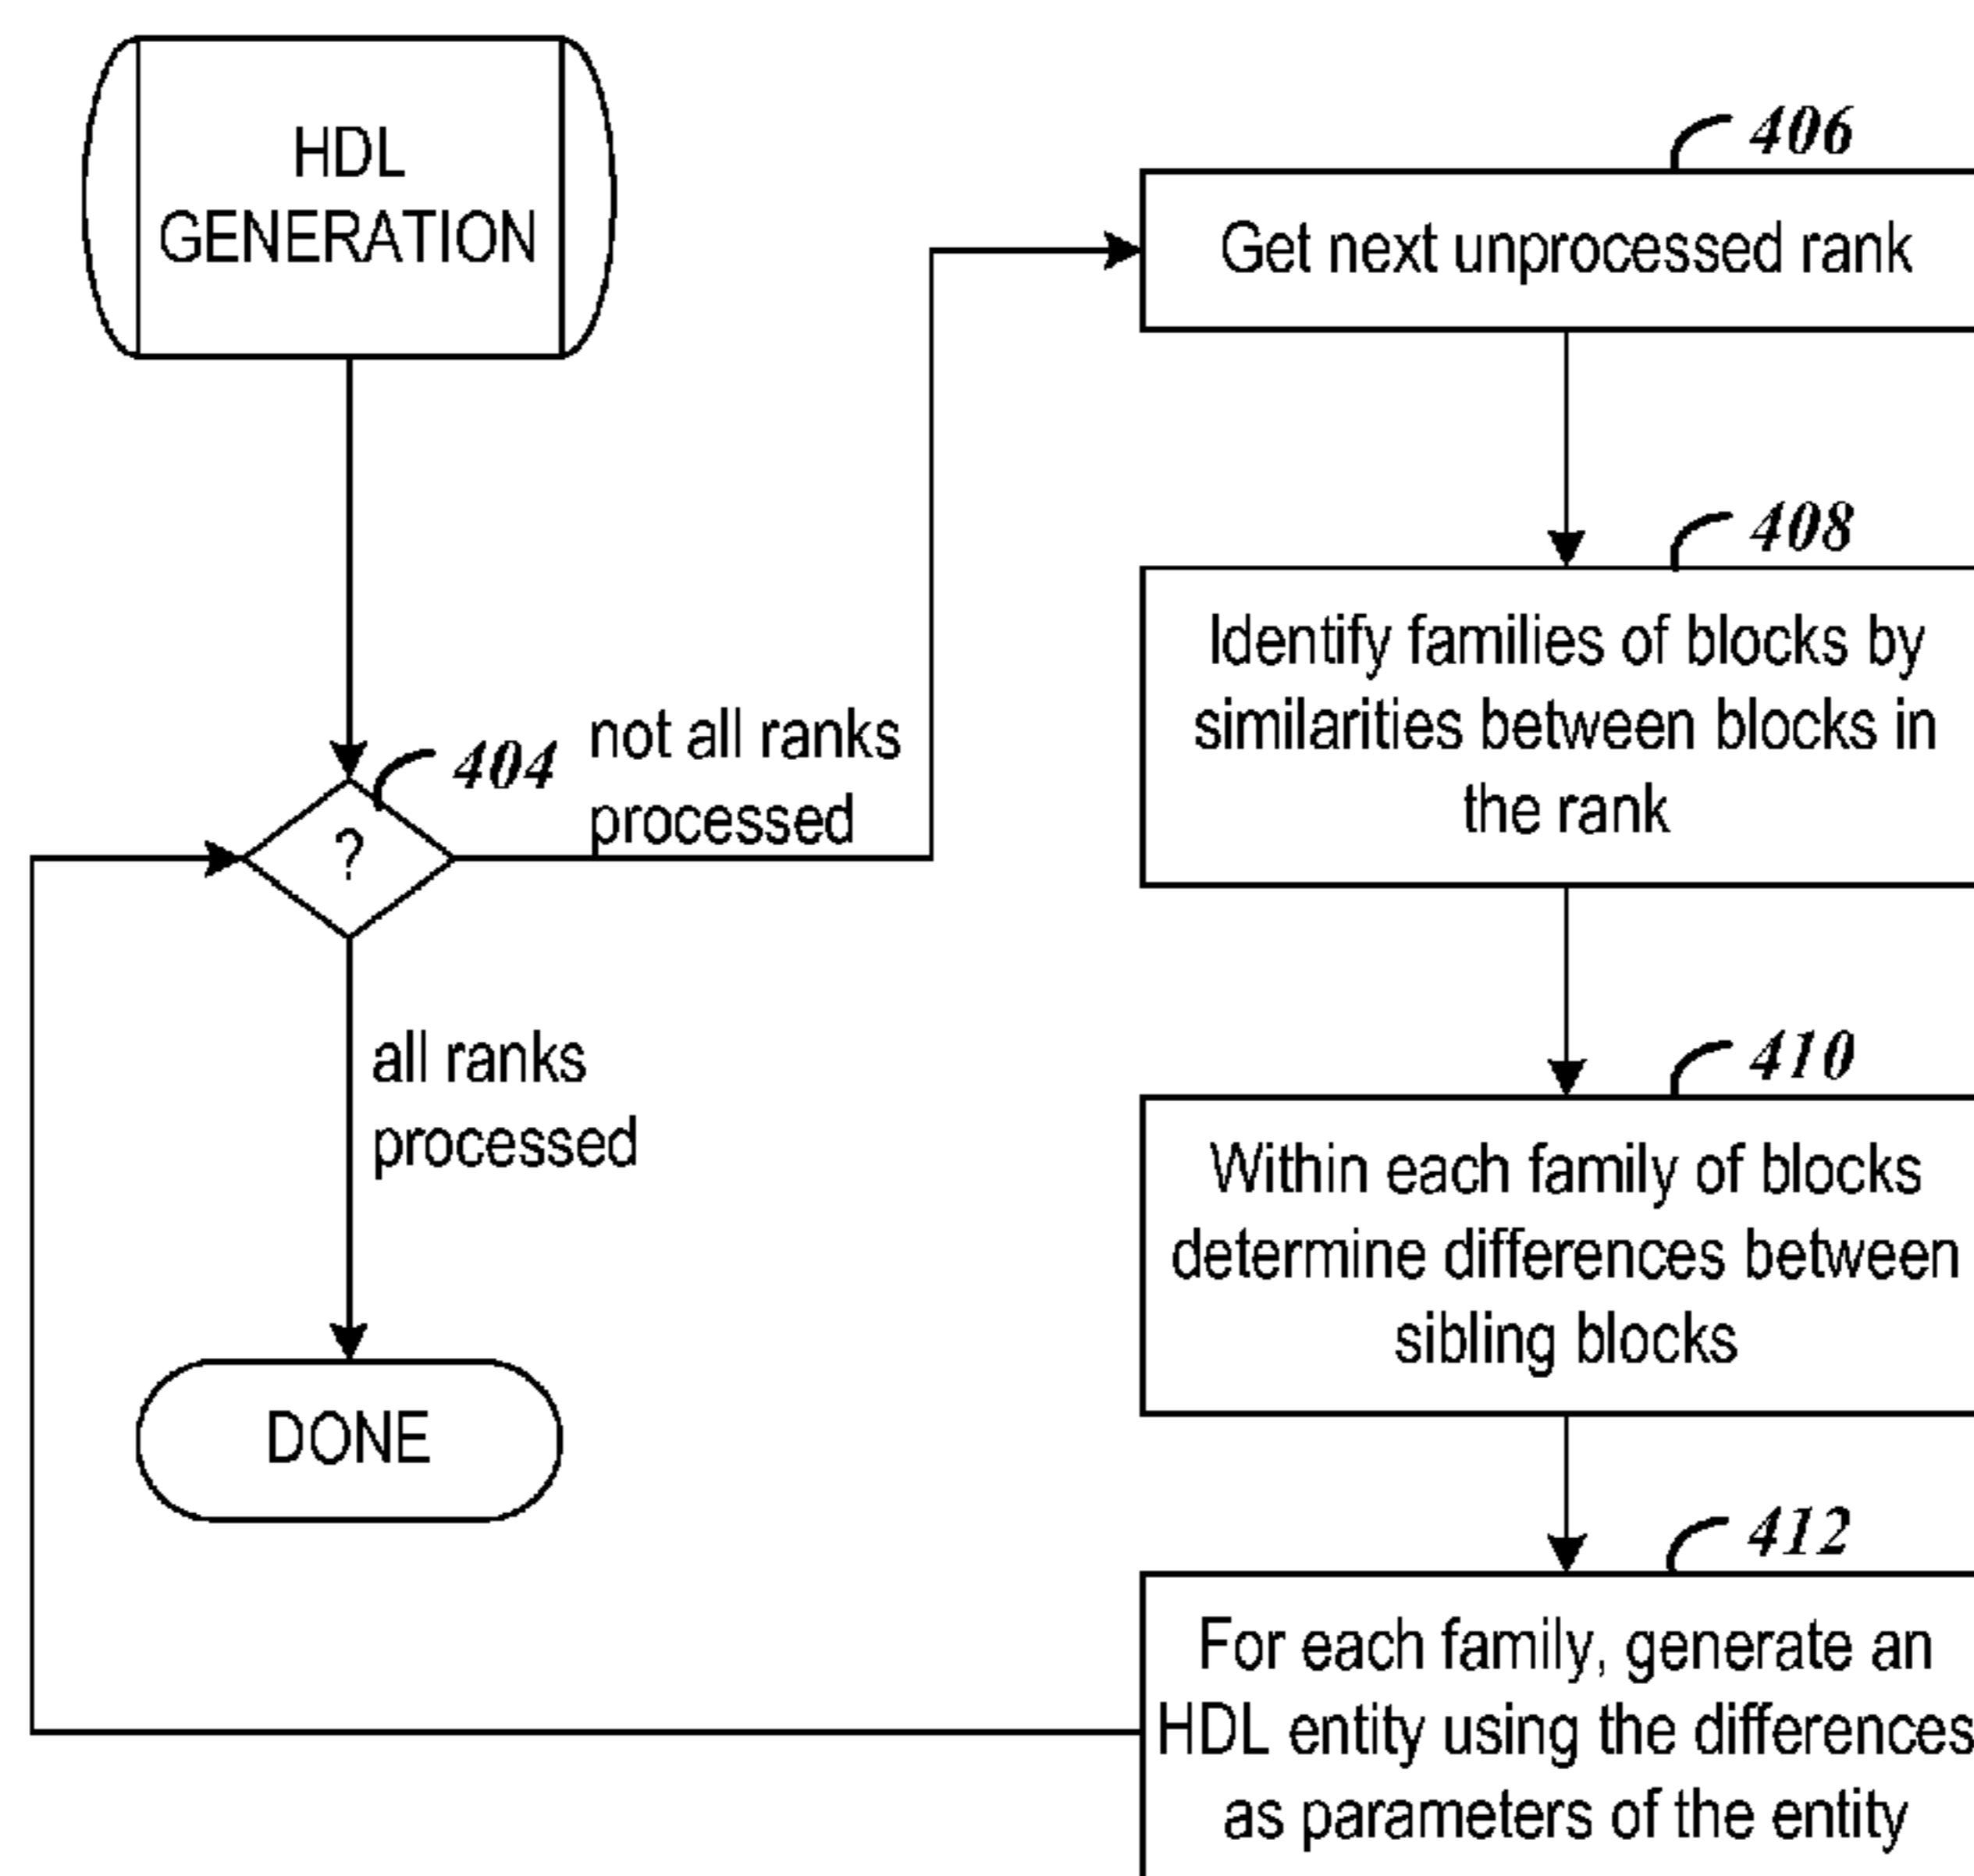 HDL
GENERATION
404
?
not all ranks
processed
all ranks
processed
DONE
406
Get next unprocessed rank
408
Identify families of blocks by
similarities between blocks in
the rank
410
Within each family of blocks
determine differences between
sibling blocks
412
For each family, generate an
HDL entity using the differences
as parameters of the entity